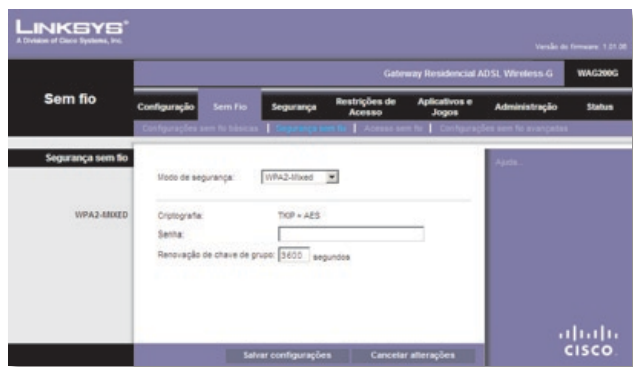 LINKSYS®
A Division of Cisco Systems, Inc.
Versão do firmware: 1.01.08
Gateway Residencial ADSL Wireless-G WAG200G
Sem fio
Configuração Sem Fio Segurança Restrições de Acesso Aplicativos e Jogos Administração Status
Configurações sem fio básicas | Segurança sem fio | Acesso sem fio | Configurações sem fio avançadas
Segurança sem fio
Ajuda...
Modo de segurança: WPA2-Mixed
WPA2-MIXED
Criptografia: TKIP + AES
Senha:
Renovação de chave de grupo: 3600 segundos
Salvar configurações Cancelar alterações
CISCO